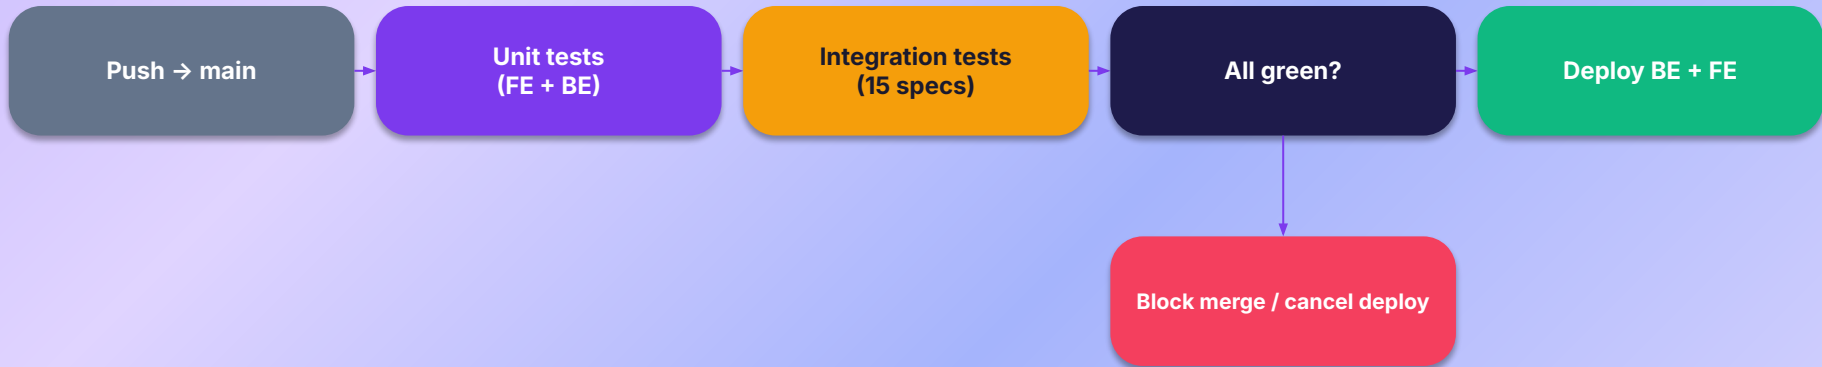 Push → main
Unit tests
(FE + BE)
Integration tests
(15 specs)
All green?
Deploy BE + FE
Block merge / cancel deploy